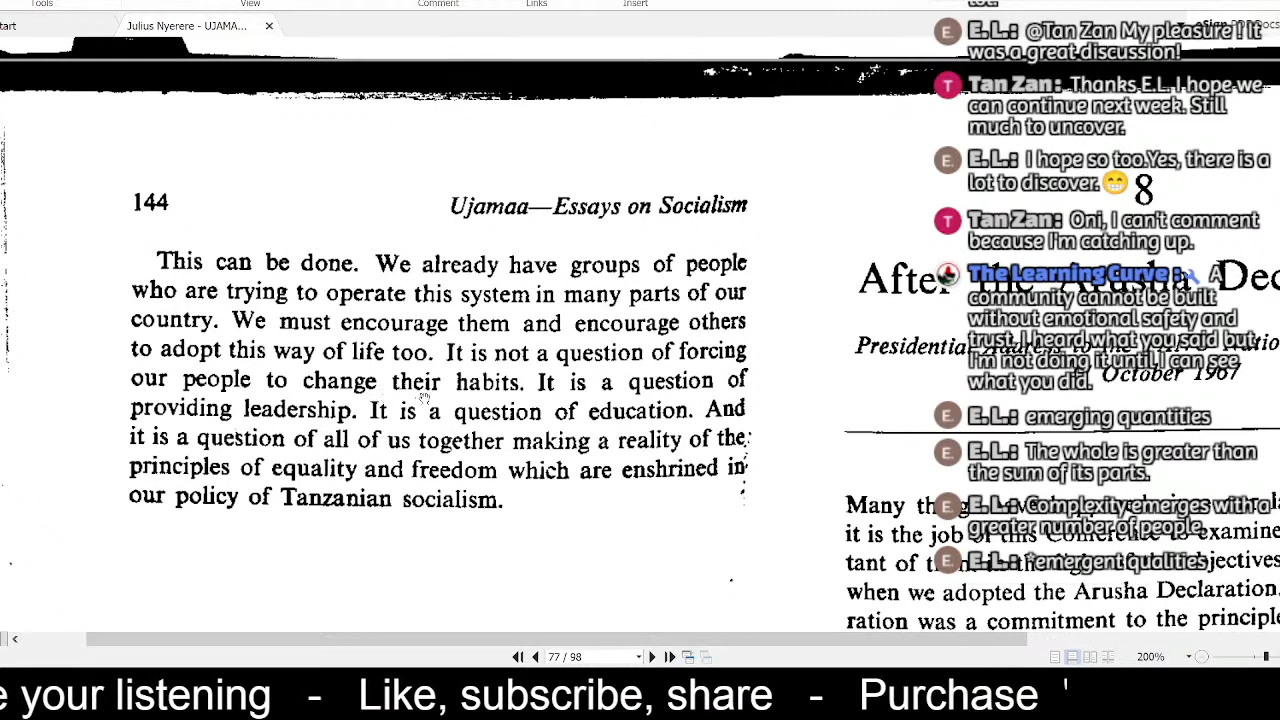 Tools
View
Comment
Links
Insert
Julius Nyerere - UJAMA...
144
Ujamaa—Essays on Socialism
This can be done. We already have groups of people
who are trying to operate this system in many parts of our
country. We must encourage them and encourage others
to adopt this way of life too. It is not a question of forcing
our people to change their habits. It is a question of
providing leadership. It is a question of education. And
it is a question of all of us together making a reality of the
principles of equality and freedom which are enshrined in
our policy of Tanzanian socialism.
8
After the Arusha Dec
Presidential
October 1967
Many
it is the job of this Conference to examine
tant of
when we adopted the Arusha Declaration.
ration was a commitment to the principle
E.L.: @Tan Zan My pleasure ! It
was a great discussion!
Tan Zan: Thanks E.L. I hope we
can continue next week. Still
much to uncover.
E.L.: I hope so too.Yes, there is a
lot to discover. 😁
Tan Zan: Oni, I can't comment
because I'm catching up.
The Learning Curve : A
community cannot be built
without emotional safety and
trust. I heard what you said but
I'm not doing it until I can see
what you did.
E.L.: emerging quantities
E.L.: The whole is greater than
the sum of its parts.
E.L.: Complexity emerges with a
greater number of people.
E.L.: *emergent qualities
77 / 98
200%
e your listening - Like, subscribe, share - Purchase '